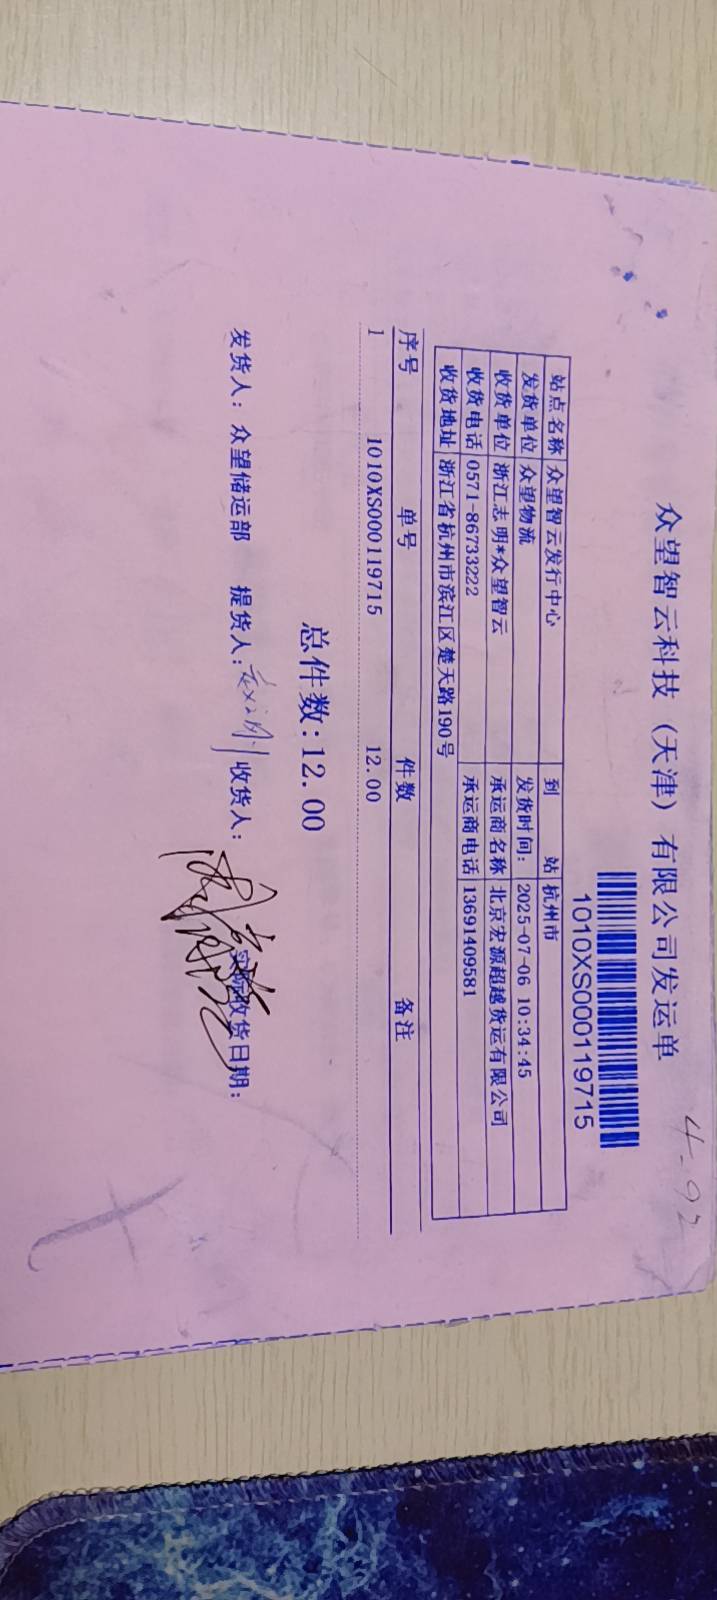 众望智云科技（天津）有限公司发运单
4-92
1010XS000119715
站点名称 众望智云发行中心 到 站 杭州市
发货单位 众望物流 发货时间: 2025-07-06 10:34:45
收货单位 浙江志明*众望智云 承运商名称 北京宏源超越货运有限公司
收货电话 0571-86733222 承运商电话 13691409581
收货地址 浙江省杭州市滨江区楚天路190号
序号 单号 件数 备注
1 1010XS000119715 12.00
总件数:12.00
发货人: 众望储运部 提货人: 收货人: 实际收货日期: